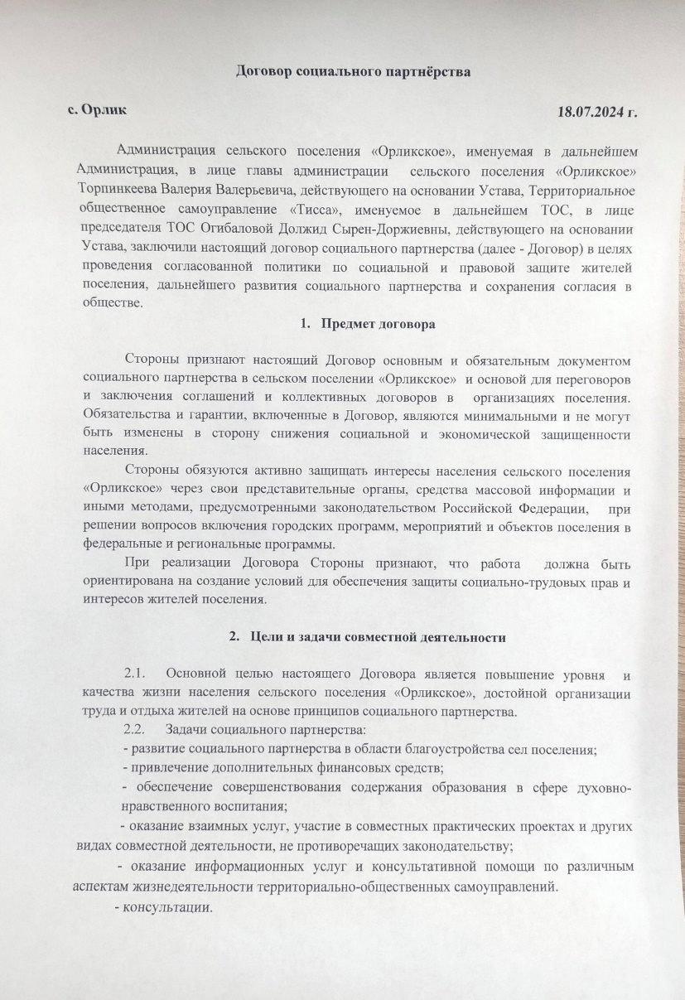 Договор социального партнёрства
с. Орлик
18.07.2024 г.
Администрация сельского поселения «Орликское», именуемая в дальнейшем
Администрация, в лице главы администрации сельского поселения «Орликское»
Торпинкеева Валерия Валерьевича, действующего на основании Устава, Территориальное
общественное самоуправление «Тисса», именуемое в дальнейшем ТОС, в лице
председателя ТОС Огибаловой Должид Сырен-Доржиевны, действующего на основании
Устава, заключили настоящий договор социального партнерства (далее - Договор) в целях
проведения согласованной политики по социальной и правовой защите жителей
поселения, дальнейшего развития социального партнерства и сохранения согласия в
обществе.
1. Предмет договора
Стороны признают настоящий Договор основным и обязательным документом
социального партнерства в сельском поселении «Орликское» и основой для переговоров
и заключения соглашений и коллективных договоров в организациях поселения.
Обязательства и гарантии, включенные в Договор, являются минимальными и не могут
быть изменены в сторону снижения социальной и экономической защищенности
населения.
Стороны обязуются активно защищать интересы населения сельского поселения
«Орликское» через свои представительные органы, средства массовой информации и
иными методами, предусмотренными законодательством Российской Федерации, при
решении вопросов включения городских программ, мероприятий и объектов поселения в
федеральные и региональные программы.
При реализации Договора Стороны признают, что работа должна быть
ориентирована на создание условий для обеспечения защиты социально-трудовых прав и
интересов жителей поселения.
2. Цели и задачи совместной деятельности
2.1. Основной целью настоящего Договора является повышение уровня и
качества жизни населения сельского поселения «Орликское», достойной организации
труда и отдыха жителей на основе принципов социального партнерства.
2.2. Задачи социального партнерства:
- развитие социального партнерства в области благоустройства сел поселения;
- привлечение дополнительных финансовых средств;
- обеспечение совершенствования содержания образования в сфере духовно-
нравственного воспитания;
- оказание взаимных услуг, участие в совместных практических проектах и других
видах совместной деятельности, не противоречащих законодательству;
- оказание информационных услуг и консультативной помощи по различным
аспектам жизнедеятельности территориально-общественных самоуправлений.
- консультации.